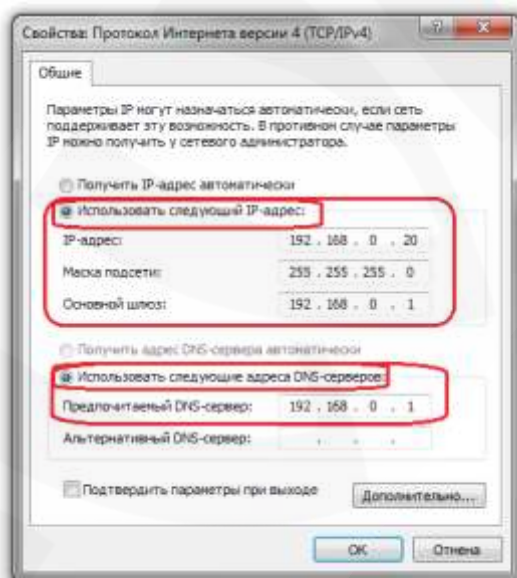 Свойства: Протокол Интернета версии 4 (TCP/IPv4)
Общие
Параметры IP могут назначаться автоматически, если сеть
поддерживает эту возможность. В противном случае параметры
IP можно получить у сетевого администратора.
Получить IP-адрес автоматически
Использовать следующий IP-адрес:
IP-адрес: 192 . 168 . 0 . 20
Маска подсети: 255 . 255 . 255 . 0
Основной шлюз: 192 . 168 . 0 . 1
Получить адрес DNS-сервера автоматически
Использовать следующие адреса DNS-серверов:
Предпочитаемый DNS-сервер: 192 . 168 . 0 . 1
Альтернативный DNS-сервер: . . .
Подтвердить параметры при выходе
Дополнительно...
ОК Отмена